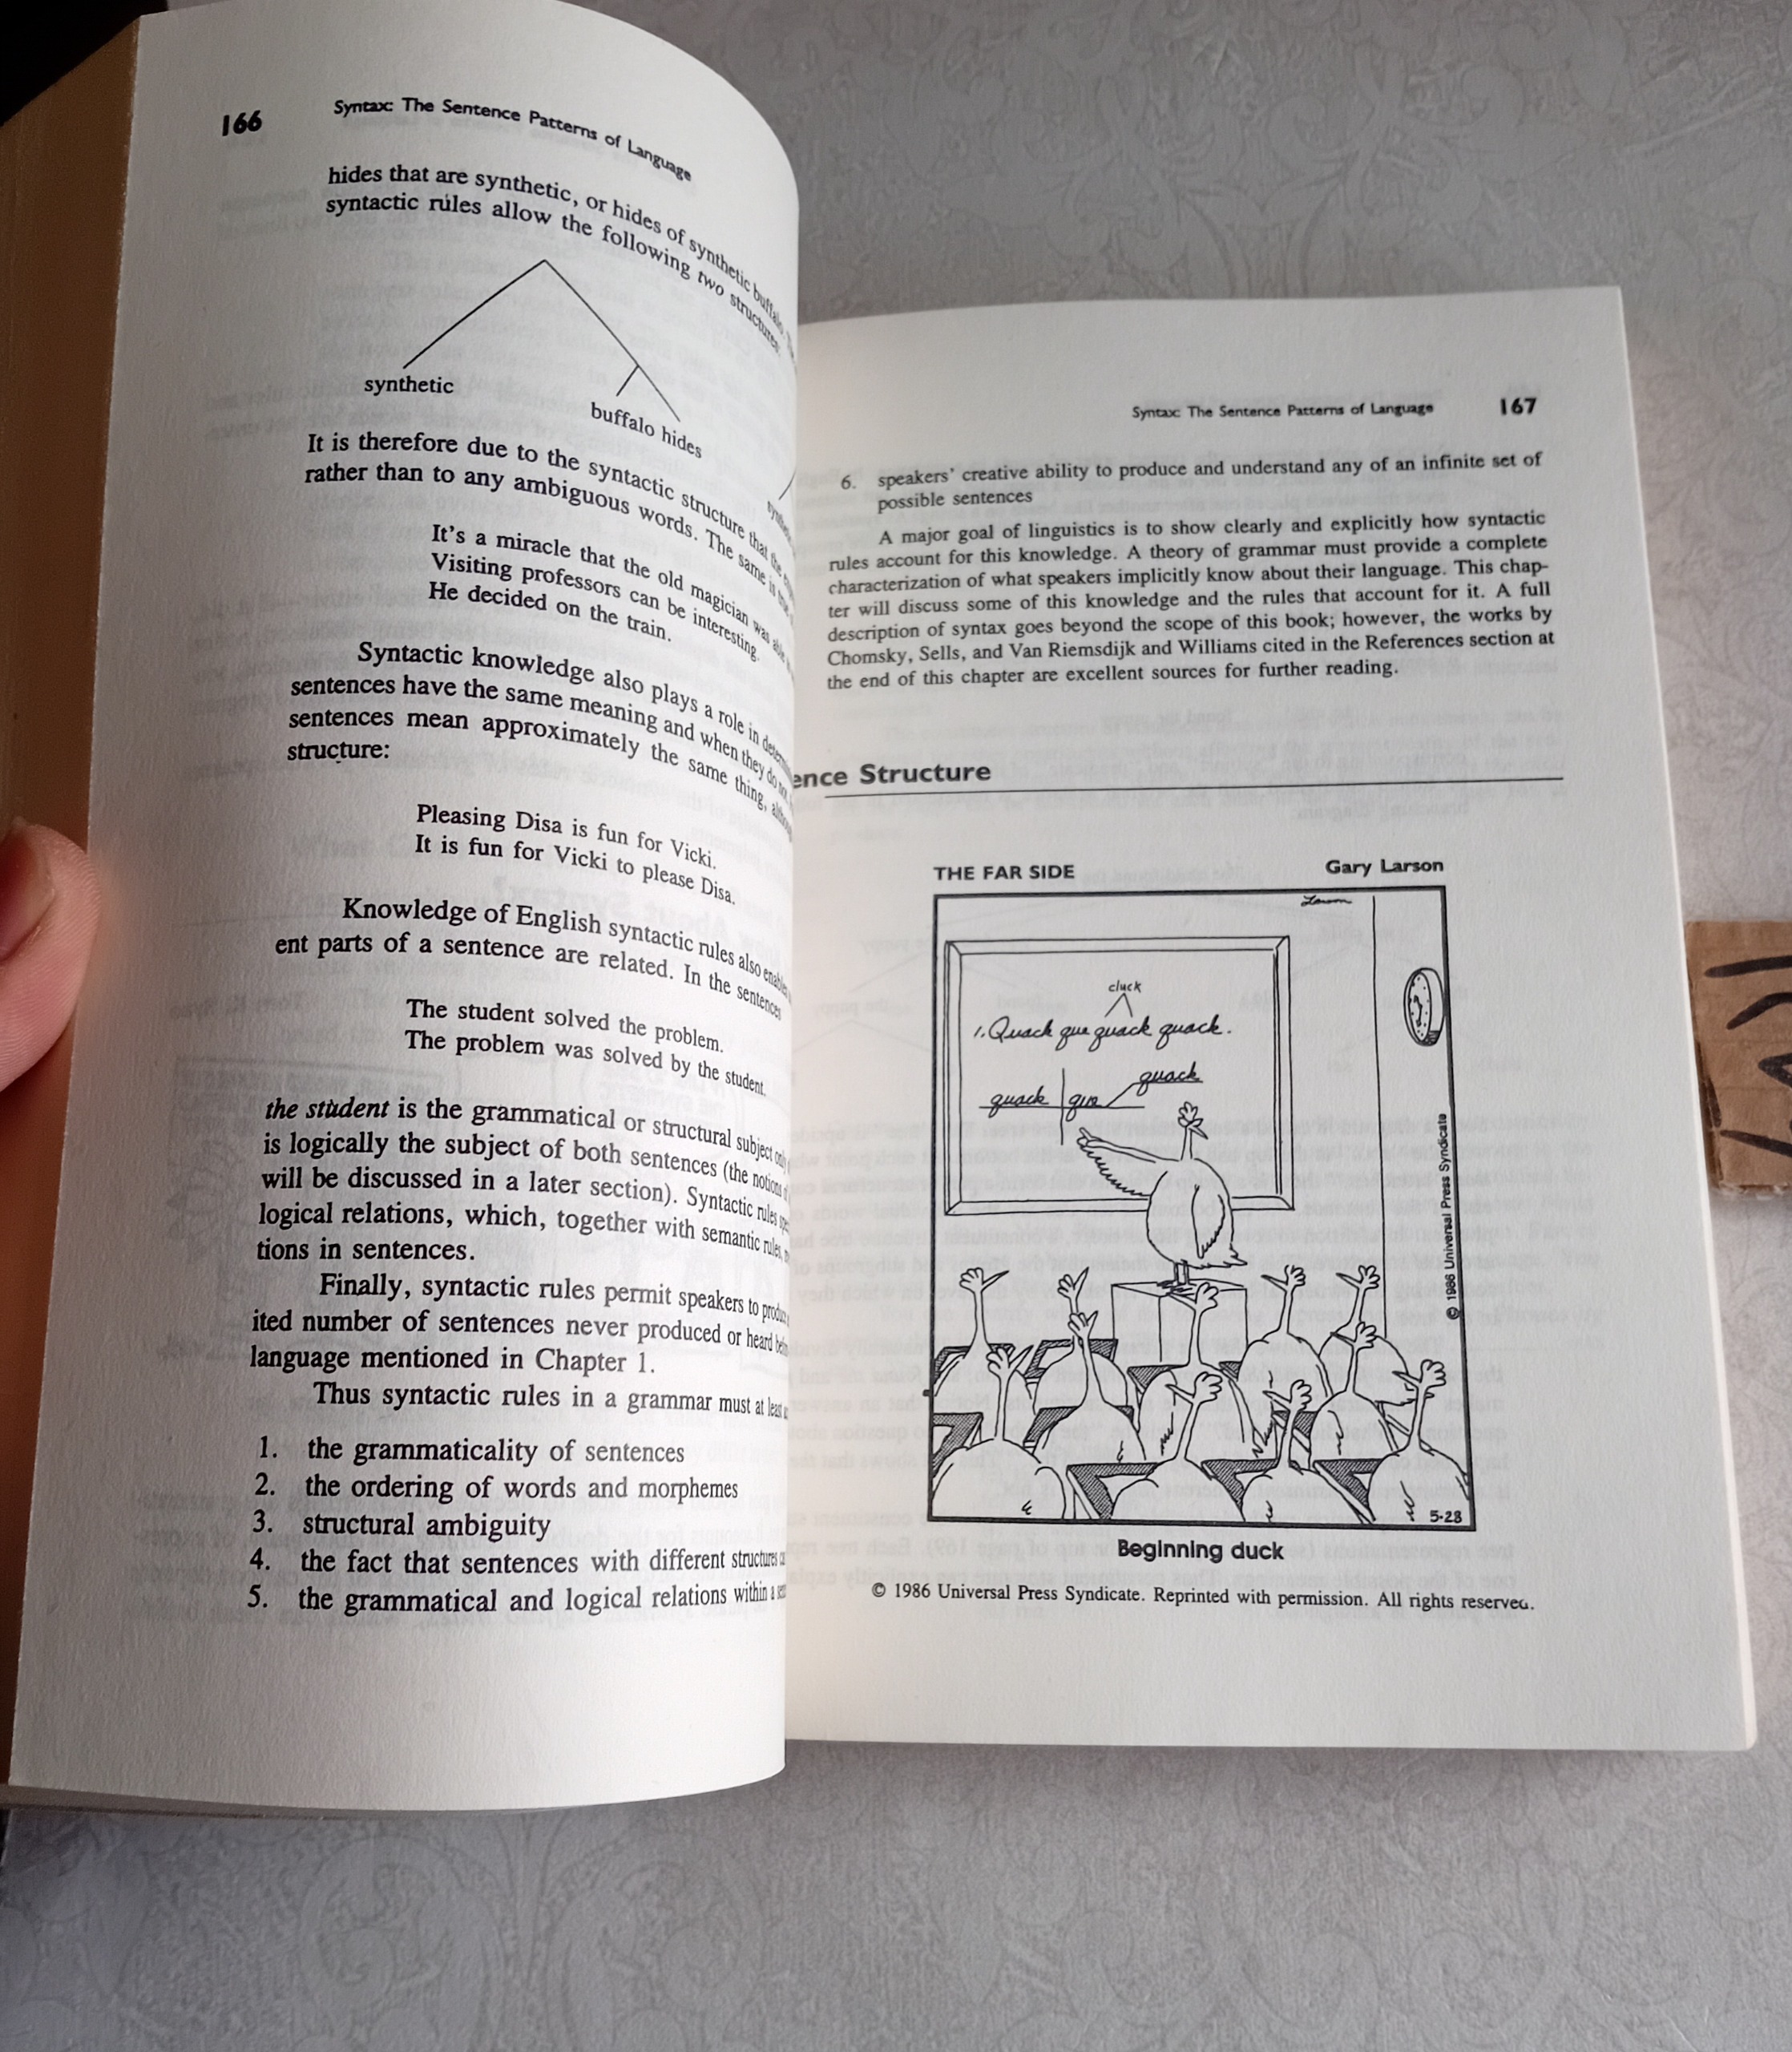 166
Syntax: The Sentence Patterns of Language
hides that are synthetic, or hides of synthetic buffalo.
syntactic rules allow the following two structures:
synthetic
buffalo hides
It is therefore due to the syntactic structure that the
rather than to any ambiguous words. The same is
It's a miracle that the old magician was able
Visiting professors can be interesting.
He decided on the train.
Syntactic knowledge also plays a role in
sentences have the same meaning and when they do not.
sentences mean approximately the same thing,
structure:
Pleasing Disa is fun for Vicki.
It is fun for Vicki to please Disa.
Knowledge of English syntactic rules also
ent parts of a sentence are related. In the sentences
The student solved the problem.
The problem was solved by the student.
the student is the grammatical or structural subject only
is logically the subject of both sentences (the notions
will be discussed in a later section). Syntactic rules
logical relations, which, together with semantic rules,
tions in sentences.
Finally, syntactic rules permit speakers to
ited number of sentences never produced or heard
language mentioned in Chapter 1.
Thus syntactic rules in a grammar must at least
1. the grammaticality of sentences
2. the ordering of words and morphemes
3. structural ambiguity
4. the fact that sentences with different structures
5. the grammatical and logical relations within a
Syntax: The Sentence Patterns of Language
167
6. speakers' creative ability to produce and understand any of an infinite set of
possible sentences
A major goal of linguistics is to show clearly and explicitly how syntactic
rules account for this knowledge. A theory of grammar must provide a complete
characterization of what speakers implicitly know about their language. This chap-
ter will discuss some of this knowledge and the rules that account for it. A full
description of syntax goes beyond the scope of this book; however, the works by
Chomsky, Sells, and Van Riemsdijk and Williams cited in the References section at
the end of this chapter are excellent sources for further reading.
ence Structure
THE FAR SIDE
Gary Larson
Larson
cluck
1. Quack qua quack quack.
quack
quack qua
© 1986 Universal Press Syndicate
5-28
Beginning duck
© 1986 Universal Press Syndicate. Reprinted with permission. All rights reserved.